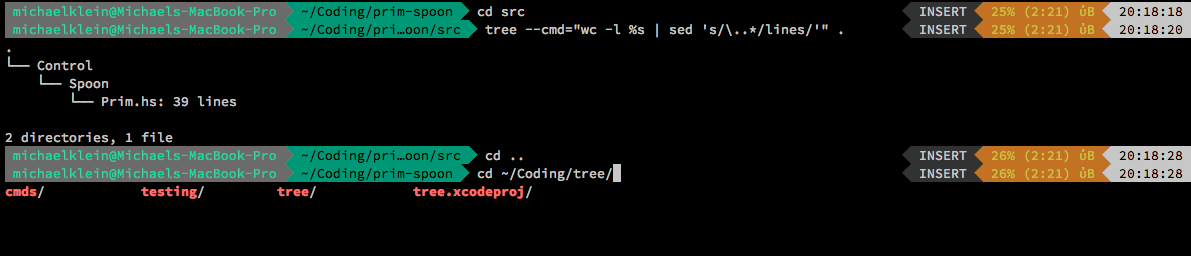 michaelklein@Michaels-MacBook-Pro ~/Coding/prim-spoon cd src INSERT 25% (2:21) ů̉B 20:18:18
michaelklein@Michaels-MacBook-Pro ~/Coding/pri…oon/src tree --cmd="wc -l %s | sed 's/\..*/lines/'" . INSERT 25% (2:21) ů̉B 20:18:20
.
└── Control
    └── Spoon
        └── Prim.hs: 39 lines
2 directories, 1 file
michaelklein@Michaels-MacBook-Pro ~/Coding/pri…oon/src cd .. INSERT 26% (2:21) ů̉B 20:18:28
michaelklein@Michaels-MacBook-Pro ~/Coding/prim-spoon cd ~/Coding/tree/ INSERT 26% (2:21) ů̉B 20:18:28
cmds/ testing/ tree/ tree.xcodeproj/